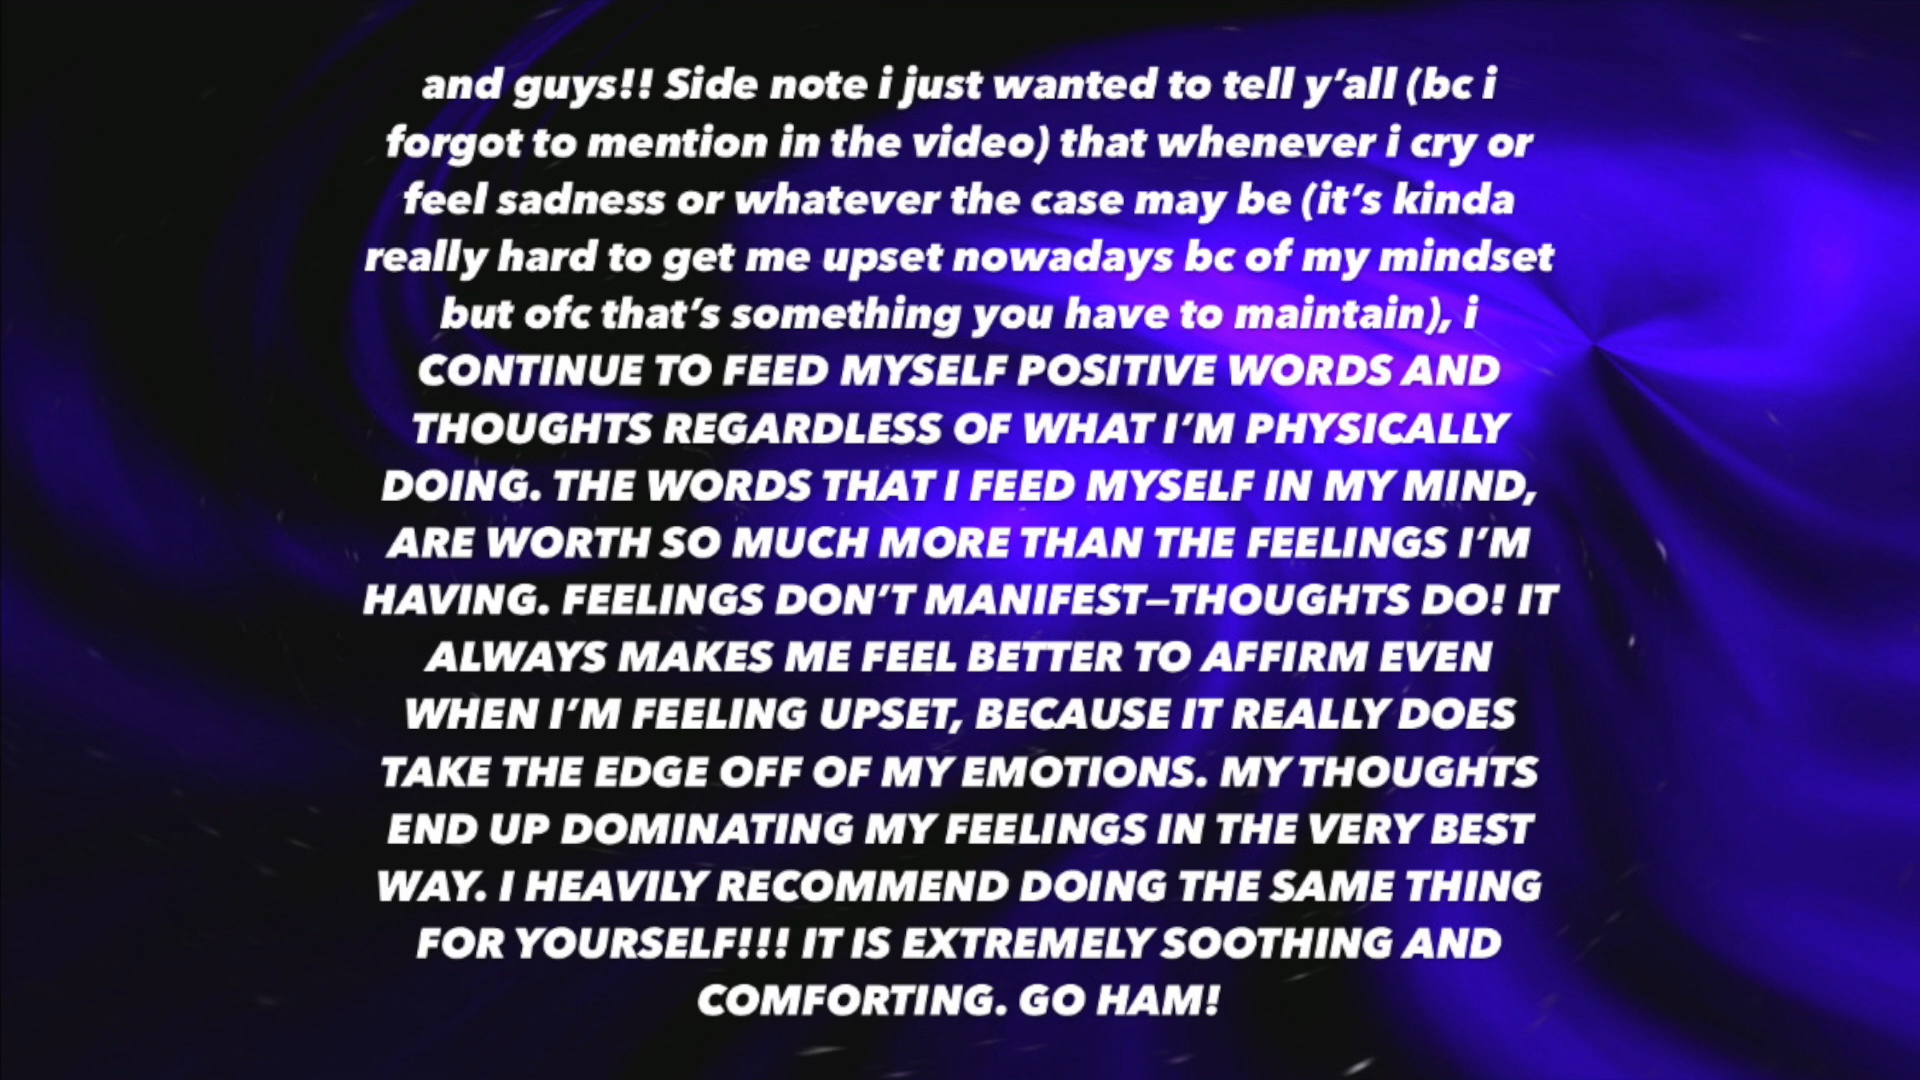 and guys!! Side note i just wanted to tell y’all (bc i
forgot to mention in the video) that whenever i cry or
feel sadness or whatever the case may be (it’s kinda
really hard to get me upset nowadays bc of my mindset
but ofc that’s something you have to maintain), i
CONTINUE TO FEED MYSELF POSITIVE WORDS AND
THOUGHTS REGARDLESS OF WHAT I’M PHYSICALLY
DOING. THE WORDS THAT I FEED MYSELF IN MY MIND,
ARE WORTH SO MUCH MORE THAN THE FEELINGS I’M
HAVING. FEELINGS DON’T MANIFEST—THOUGHTS DO! IT
ALWAYS MAKES ME FEEL BETTER TO AFFIRM EVEN
WHEN I’M FEELING UPSET, BECAUSE IT REALLY DOES
TAKE THE EDGE OFF OF MY EMOTIONS. MY THOUGHTS
END UP DOMINATING MY FEELINGS IN THE VERY BEST
WAY. I HEAVILY RECOMMEND DOING THE SAME THING
FOR YOURSELF!!! IT IS EXTREMELY SOOTHING AND
COMFORTING. GO HAM!